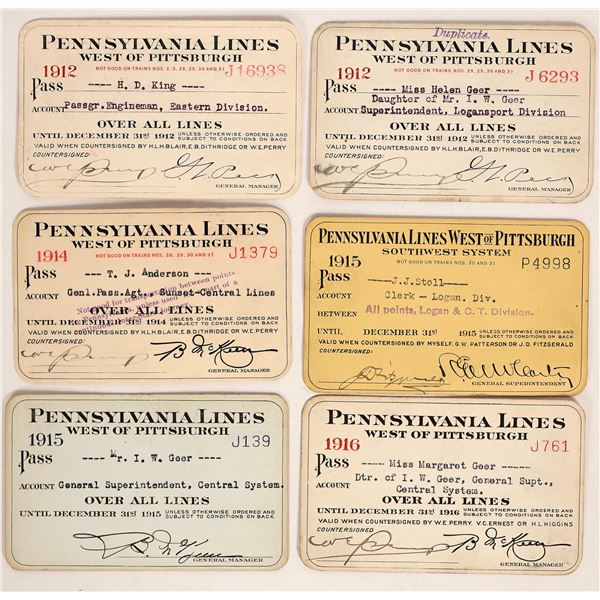 PENNSYLVANIA LINES
WEST OF PITTSBURGH
1912 NOT GOOD ON TRAINS NOS. 2, 9, 28, 29, 30 AND 31 J16938
Pass ---- H. D. King ----
ACCOUNT Passgr. Engineman, Eastern Division.
OVER ALL LINES
UNTIL DECEMBER 31ST 1912 UNLESS OTHERWISE ORDERED AND SUBJECT TO CONDITIONS ON BACK
VALID WHEN COUNTERSIGNED BY H.L.H.BLAIR, E.B.DITHRIDGE OR W.E.PERRY
COUNTERSIGNED:
GENERAL MANAGER
Duplicate.
PENNSYLVANIA LINES
WEST OF PITTSBURGH
1912 NOT GOOD ON TRAINS NOS. 28, 29, 30 AND 31 J6293
Pass ----Miss Helen Geer----
Daughter of Mr. I. W. Geer
ACCOUNT Superintendent, Logansport Division
OVER ALL LINES
UNTIL DECEMBER 31ST 1912 UNLESS OTHERWISE ORDERED AND SUBJECT TO CONDITIONS ON BACK
VALID WHEN COUNTERSIGNED BY H.L.H.BLAIR, E.B.DITHRIDGE OR W.E.PERRY
COUNTERSIGNED:
GENERAL MANAGER
PENNSYLVANIA LINES
WEST OF PITTSBURGH
1914 NOT GOOD ON TRAINS NOS. 28, 29, 30 AND 31 J1379
Pass --- T. J. Anderson ---
ACCOUNT Genl.Pass.Agt., Sunset-Central Lines
OVER ALL LINES
UNTIL DECEMBER 31ST 1914 UNLESS OTHERWISE ORDERED AND SUBJECT TO CONDITIONS ON BACK
VALID WHEN COUNTERSIGNED BY H.L.H.BLAIR, E.B.DITHRIDGE OR W.E.PERRY
COUNTERSIGNED:
GENERAL MANAGER
Not good for transportation between points
PENNSYLVANIA LINES WEST OF PITTSBURGH
SOUTHWEST SYSTEM
1915 NOT GOOD ON TRAINS NOS. 30 AND 31 P4998
Pass ----J.J.Stoll----
ACCOUNT Clerk - Logan. Div.
BETWEEN All points, Logan & C. T. Division.
UNTIL DECEMBER 31ST 1915 UNLESS OTHERWISE ORDERED AND SUBJECT TO CONDITIONS ON BACK
VALID WHEN COUNTERSIGNED BY MYSELF, G.W. PATTERSON OR J.D. FITZGERALD
COUNTERSIGNED:
GENERAL SUPERINTENDENT
PENNSYLVANIA LINES
WEST OF PITTSBURGH
1915 J139
Pass ---- Mr. I. W. Geer ----
ACCOUNT General Superintendent, Central System.
OVER ALL LINES
UNTIL DECEMBER 31ST 1915 UNLESS OTHERWISE ORDERED AND SUBJECT TO CONDITIONS ON BACK
GENERAL MANAGER
PENNSYLVANIA LINES
WEST OF PITTSBURGH
1916 J761
Pass ----- Miss Margaret Geer ------
ACCOUNT Dtr. of I. W. Geer, General Supt.,
Central System.
OVER ALL LINES
UNTIL DECEMBER 31ST 1916 UNLESS OTHERWISE ORDERED AND SUBJECT TO CONDITIONS ON BACK
VALID WHEN COUNTERSIGNED BY W.E. PERRY, V.C.ERNEST OR H.L HIGGINS
COUNTERSIGNED:
GENERAL MANAGER